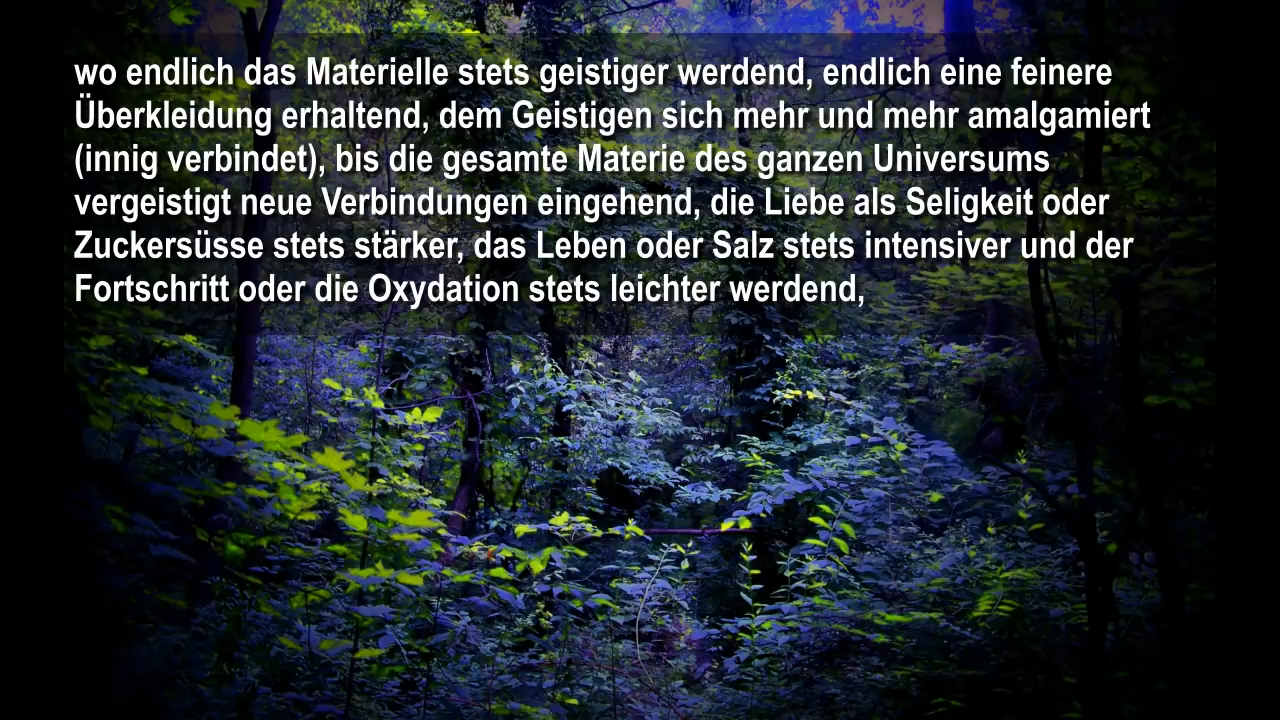 wo endlich das Materielle stets geistiger werdend, endlich eine feinere
Überkleidung erhaltend, dem Geistigen sich mehr und mehr amalgamiert
(innig verbindet), bis die gesamte Materie des ganzen Universums
vergeistigt neue Verbindungen eingehend, die Liebe als Seligkeit oder
Zuckersüsse stets stärker, das Leben oder Salz stets intensiver und der
Fortschritt oder die Oxydation stets leichter werdend,